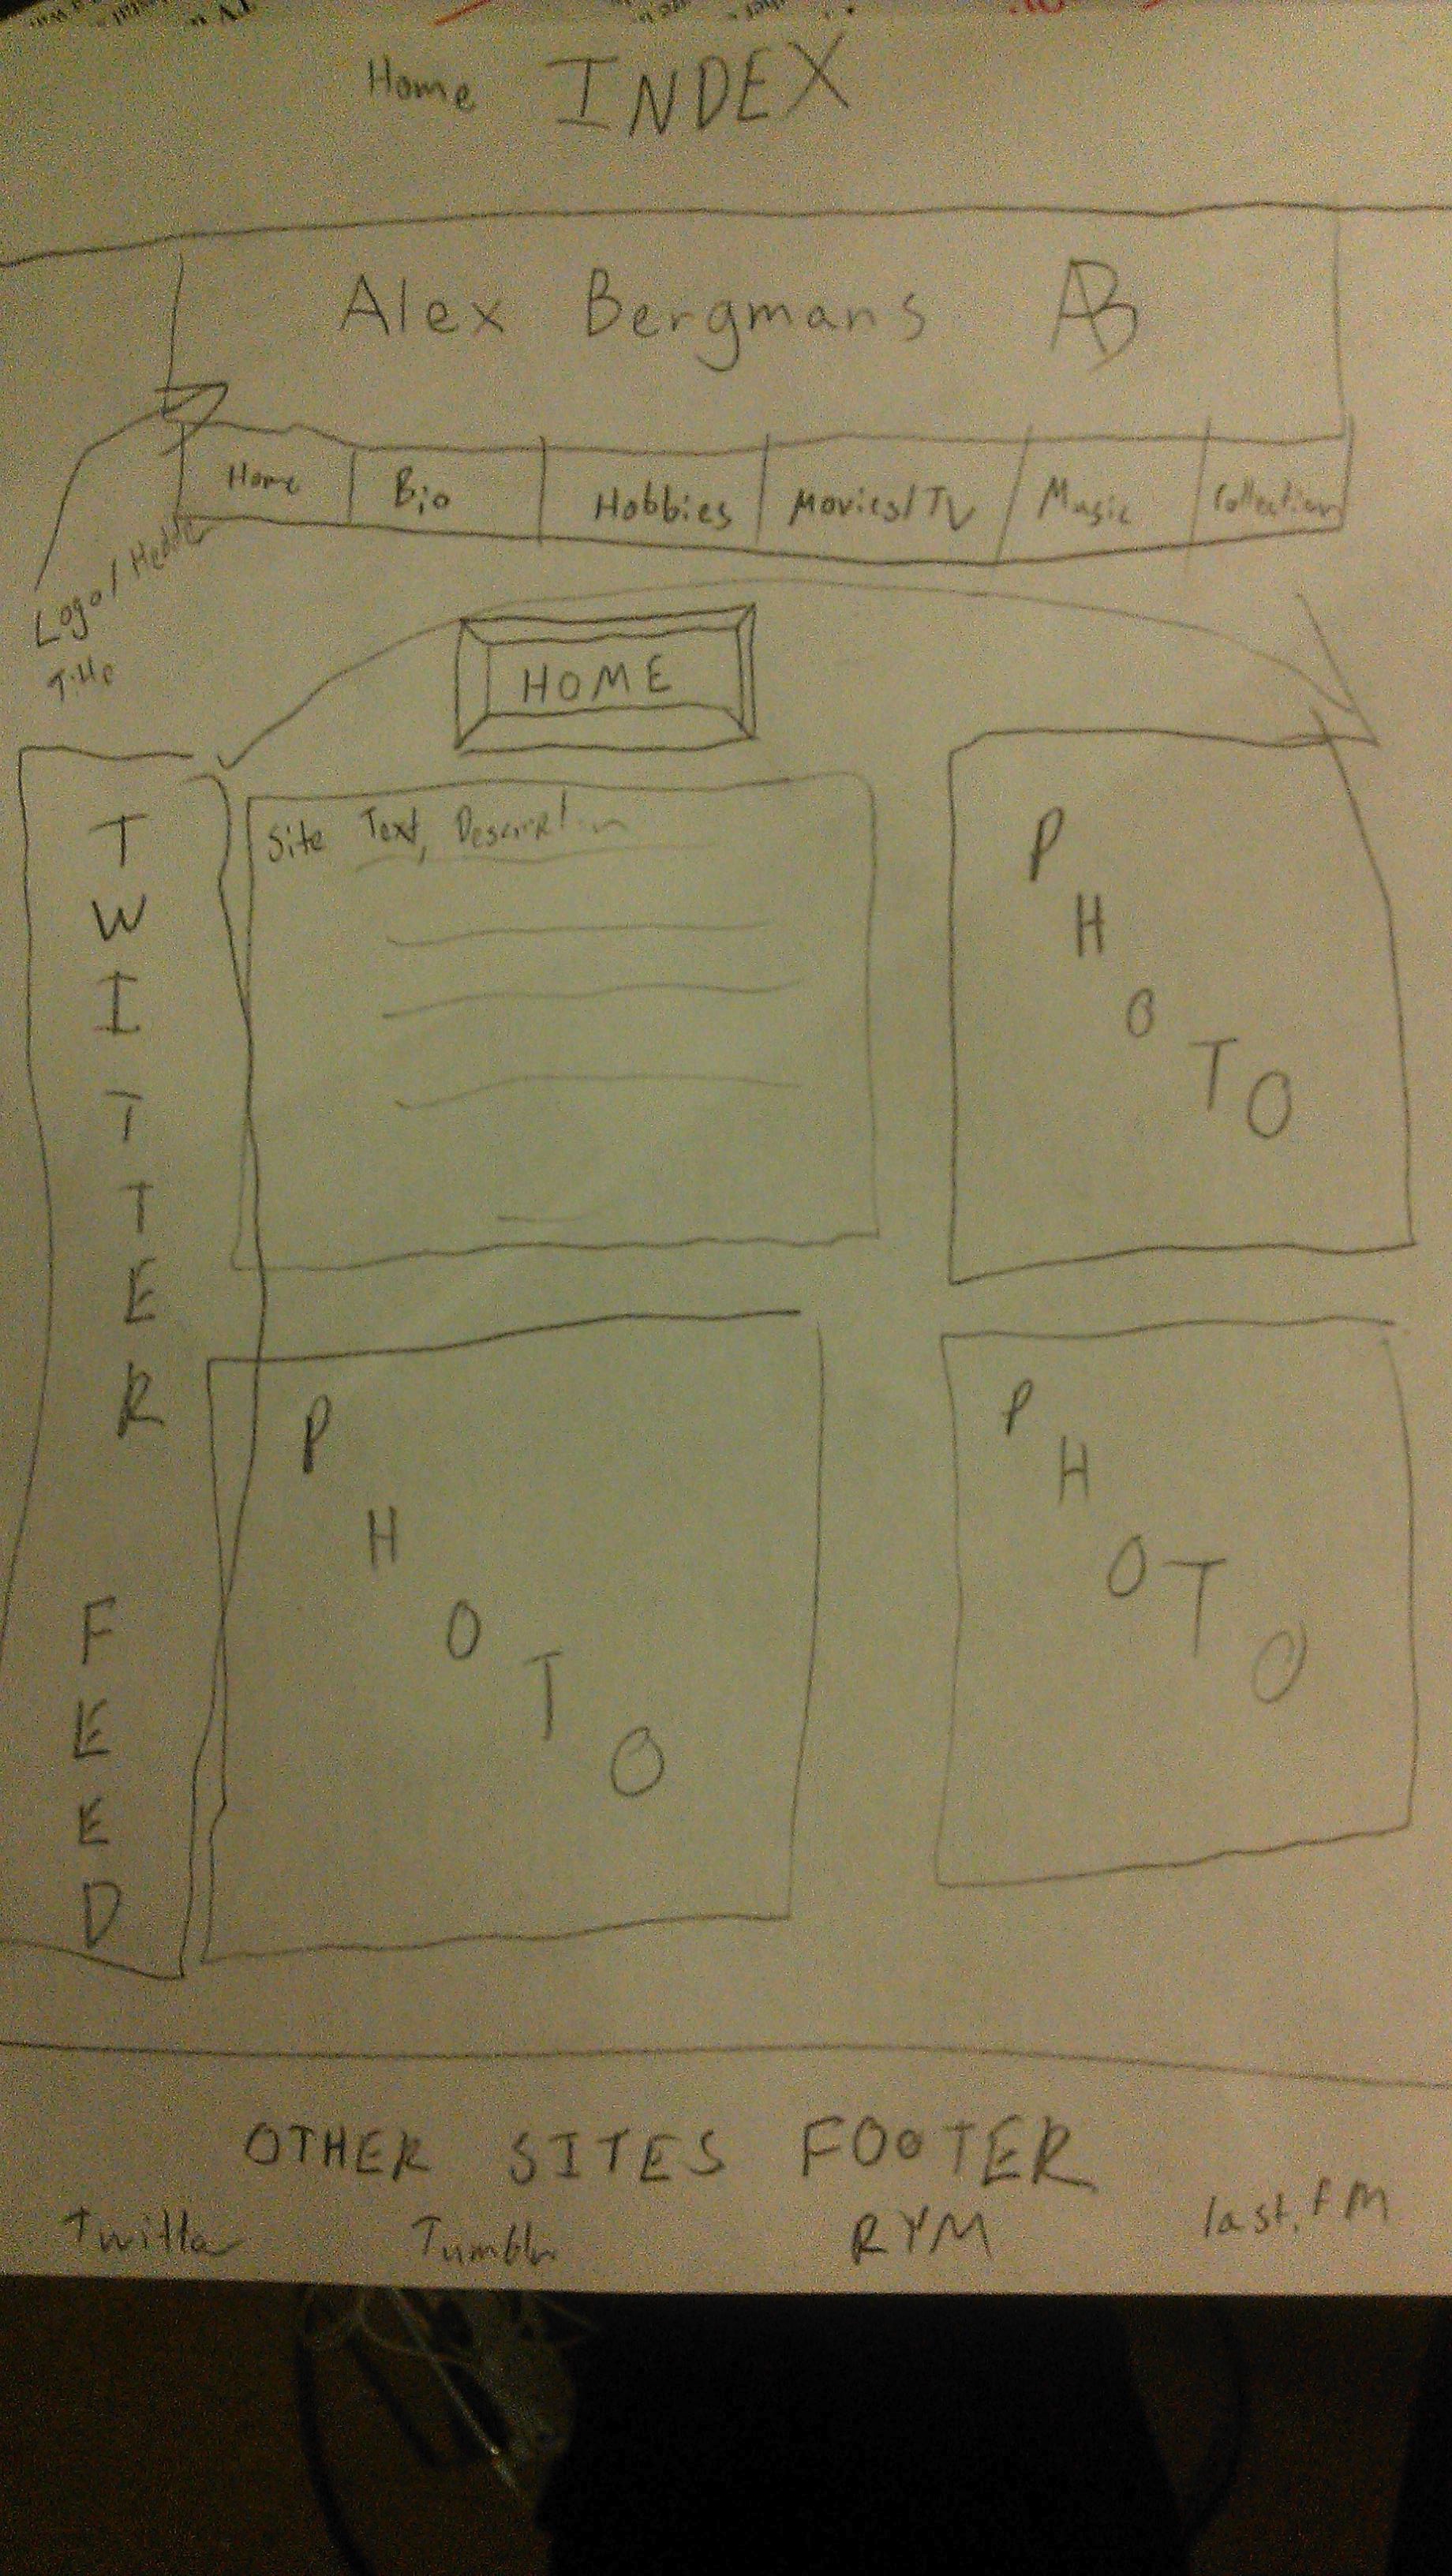 Home INDEX
Alex Bergmans AB
Home Bio Hobbies Movies/TV Music Collection
Logo/ Header
Title
HOME
TWITTER FEED
Site Text, Description
PHOTO
PHOTO
PHOTO
OTHER SITES FOOTER
Twitter Tumblr RYM last.FM